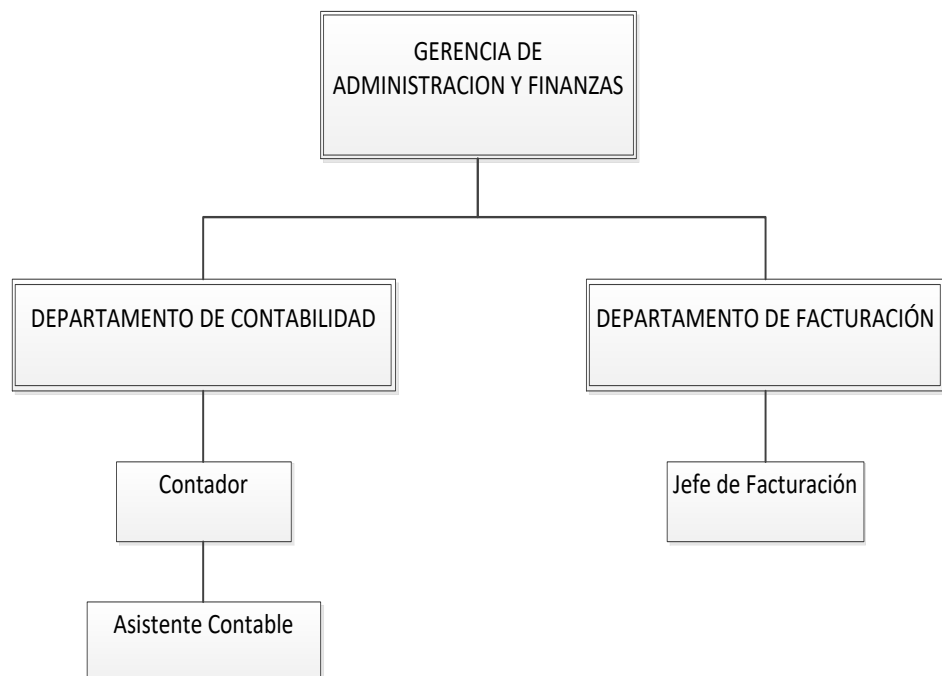 GERENCIA DE
ADMINISTRACION Y FINANZAS
DEPARTAMENTO DE CONTABILIDAD
DEPARTAMENTO DE FACTURACIÓN
Contador
Jefe de Facturación
Asistente Contable